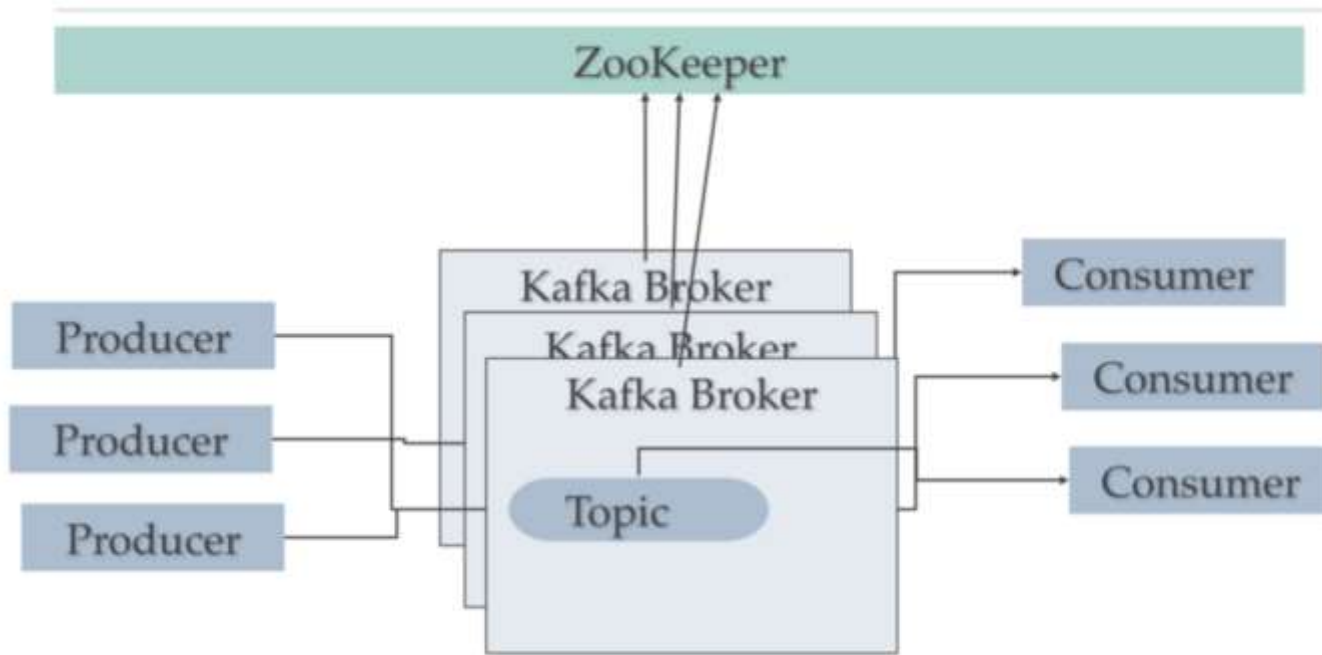 ZooKeeper
Kafka Broker
Kafka Broker
Kafka Broker
Topic
Producer
Producer
Producer
Consumer
Consumer
Consumer